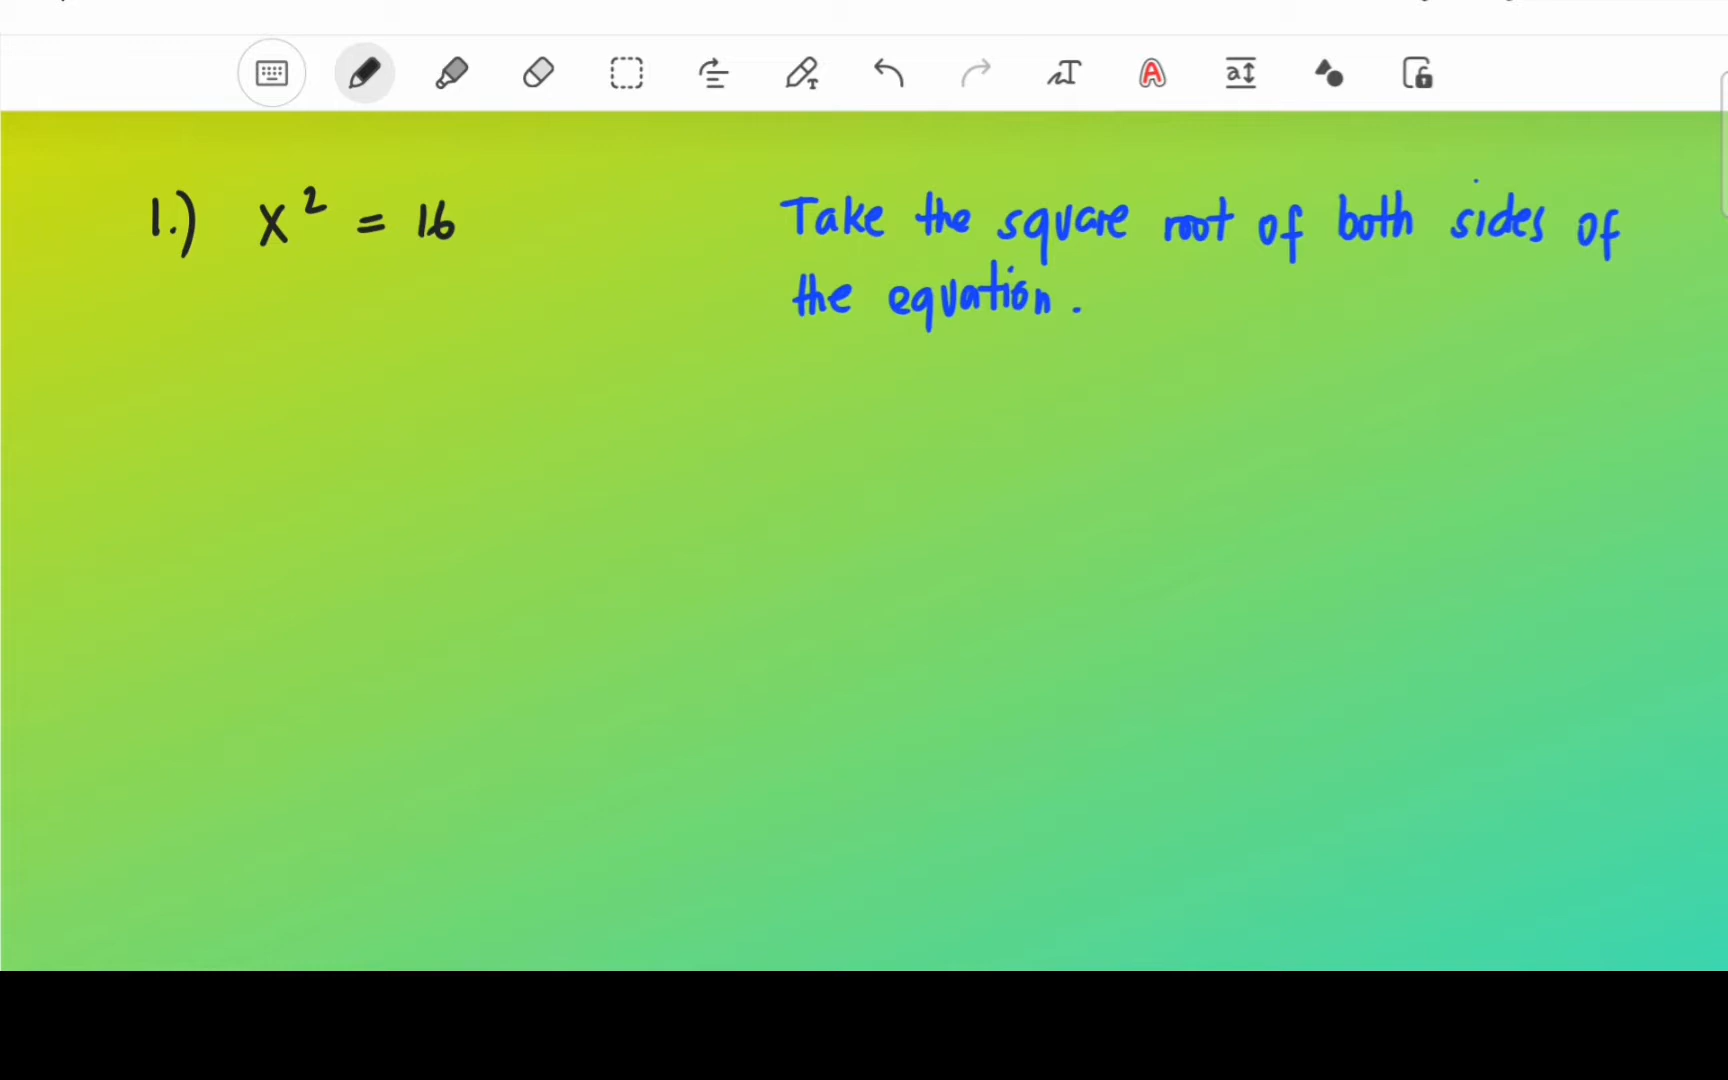 1.) x² = 16
Take the square root of both sides of
the equation.